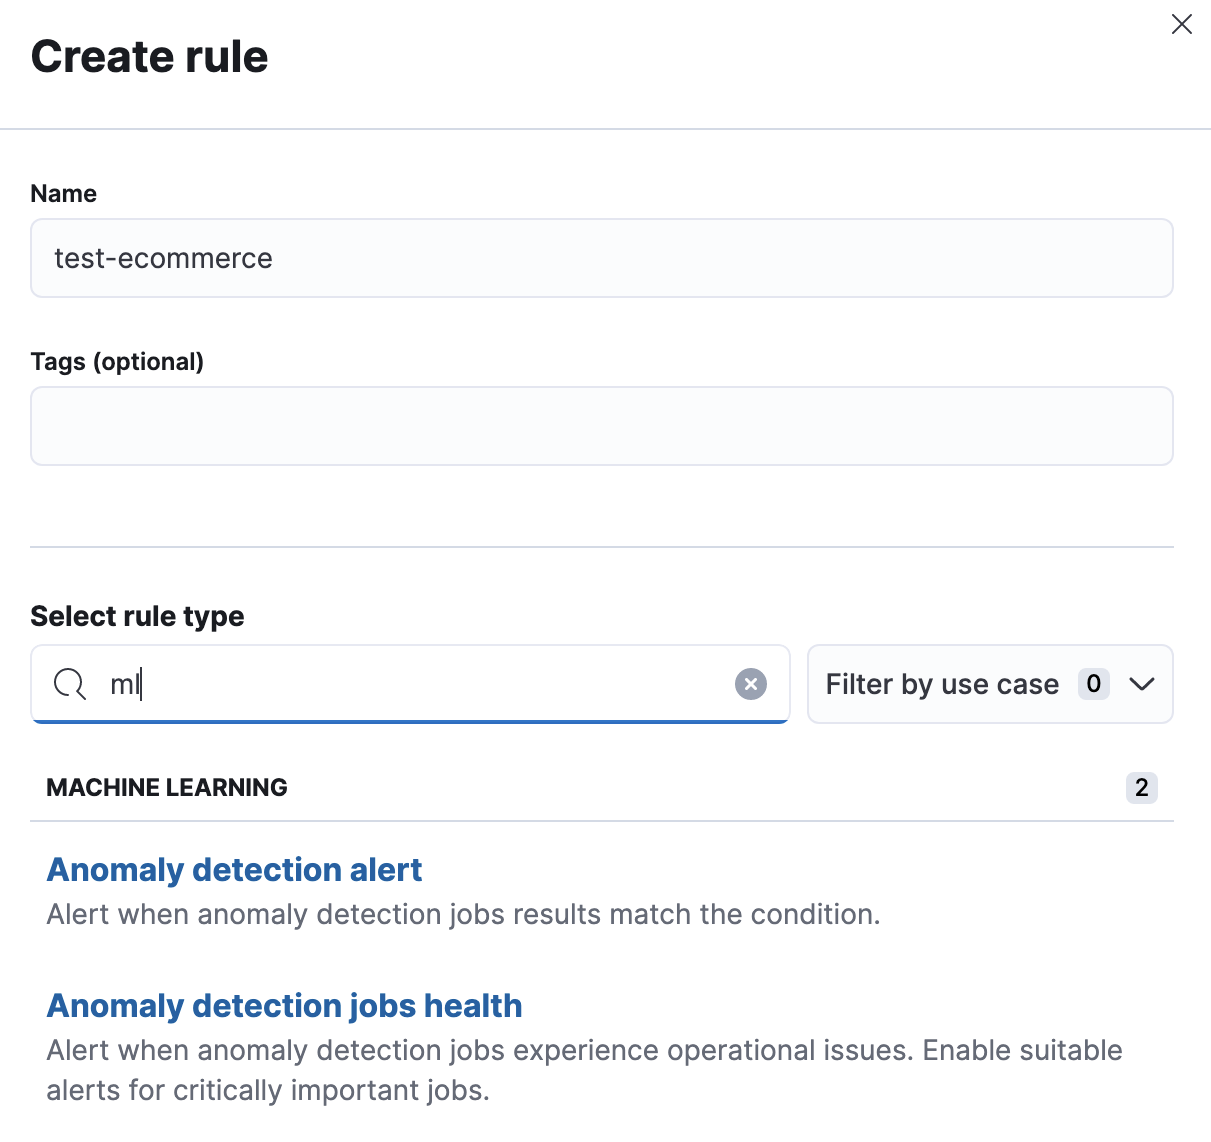 Create rule
Name
test-ecommerce
Tags (optional)
Select rule type
ml
Filter by use case 0
MACHINE LEARNING 2
Anomaly detection alert
Alert when anomaly detection jobs results match the condition.
Anomaly detection jobs health
Alert when anomaly detection jobs experience operational issues. Enable suitable
alerts for critically important jobs.